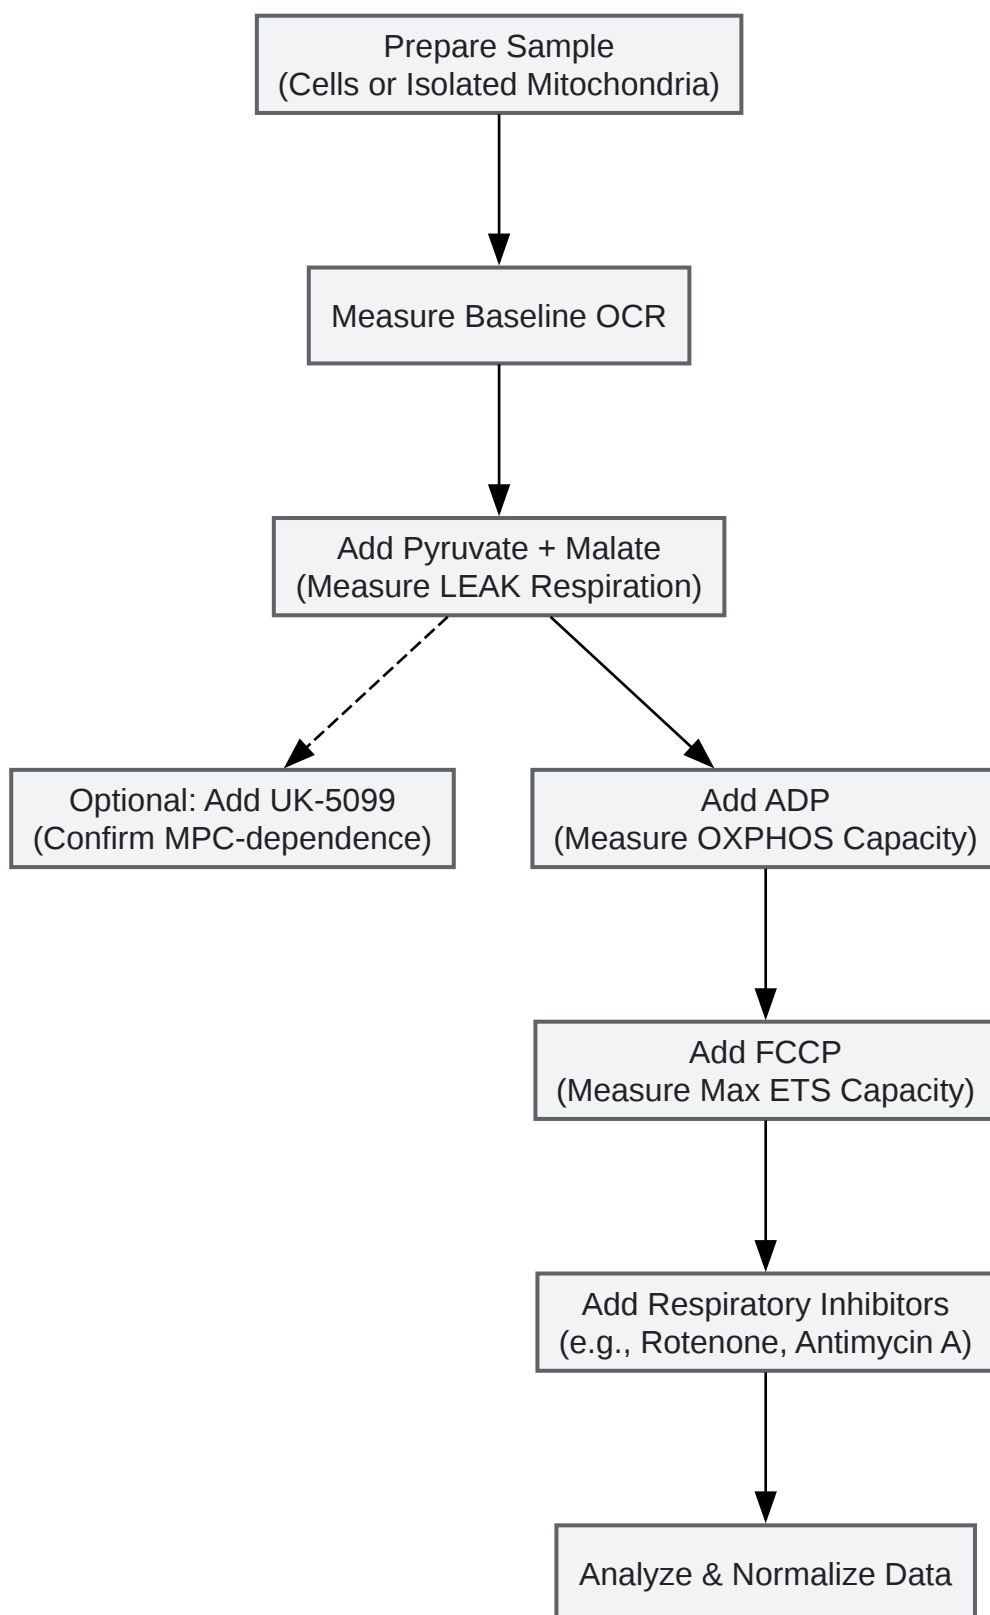 Prepare Sample
(Cells or Isolated Mitochondria)
Measure Baseline OCR
Add Pyruvate + Malate
(Measure LEAK Respiration)
Optional: Add UK-5099
(Confirm MPC-dependence)
Add ADP
(Measure OXPHOS Capacity)
Add FCCP
(Measure Max ETS Capacity)
Add Respiratory Inhibitors
(e.g., Rotenone, Antimycin A)
Analyze & Normalize Data